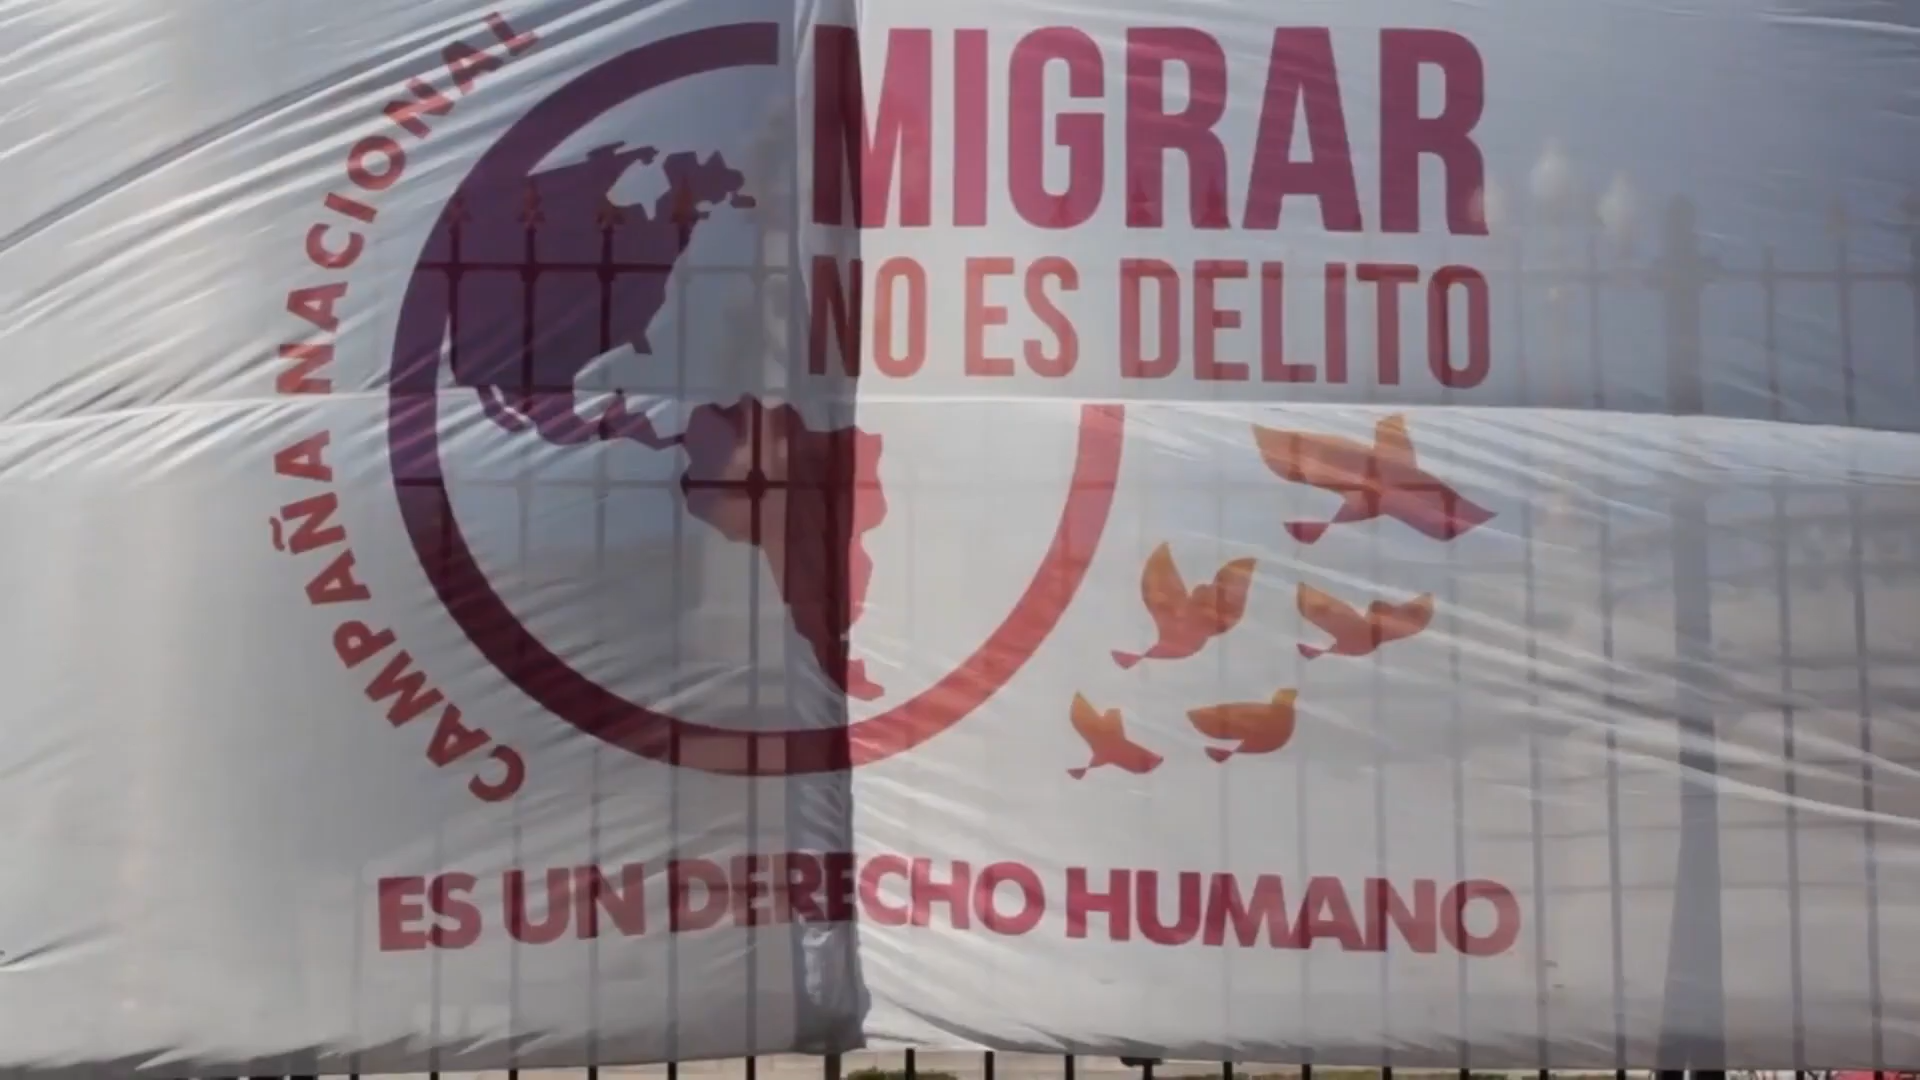 CAMPAÑA NACIONAL
MIGRAR
NO ES DELITO
ES UN DERECHO HUMANO